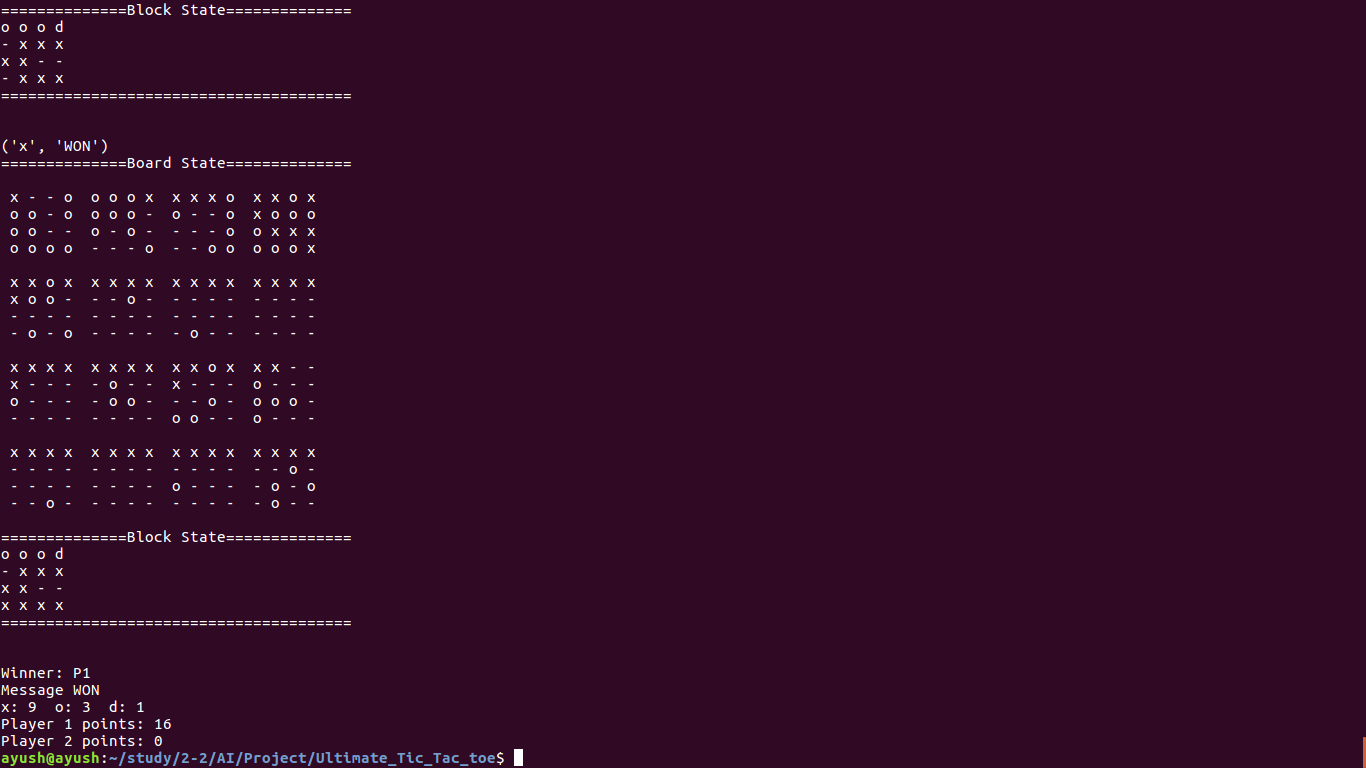 ==============Block State==============
o o o d
- x x x
x x - -
- x x x
=======================================
('x', 'WON')
==============Board State==============
x - - o  o o o x  x x x o  x x o x
o o - o  o o o -  o - - o  x o o o
o o - -  o - o -  - - - o  o x x x
o o o o  - - - o  - - o o  o o o x
x x o x  x x x x  x x x x  x x x x
x o o -  - - o -  - - - -  - - - -
- - - -  - - - -  - - - -  - - - -
- o - o  - - - -  - o - -  - - - -
x x x x  x x x x  x x o x  x x - -
x - - -  - o - -  x - - -  o - - -
o - - -  - o o -  - - o -  o o o -
- - - -  - - - -  o o - -  o - - -
x x x x  x x x x  x x x x  x x x x
- - - -  - - - -  - - - -  - - o -
- - - -  - - - -  o - - -  - o - o
- - o -  - - - -  - - - -  - o - -
==============Block State==============
o o o d
- x x x
x x - -
x x x x
=======================================
Winner: P1
Message WON
x: 9  o: 3  d: 1
Player 1 points: 16
Player 2 points: 0
ayush@ayush:~/study/2-2/AI/Project/Ultimate_Tic_Tac_toe$